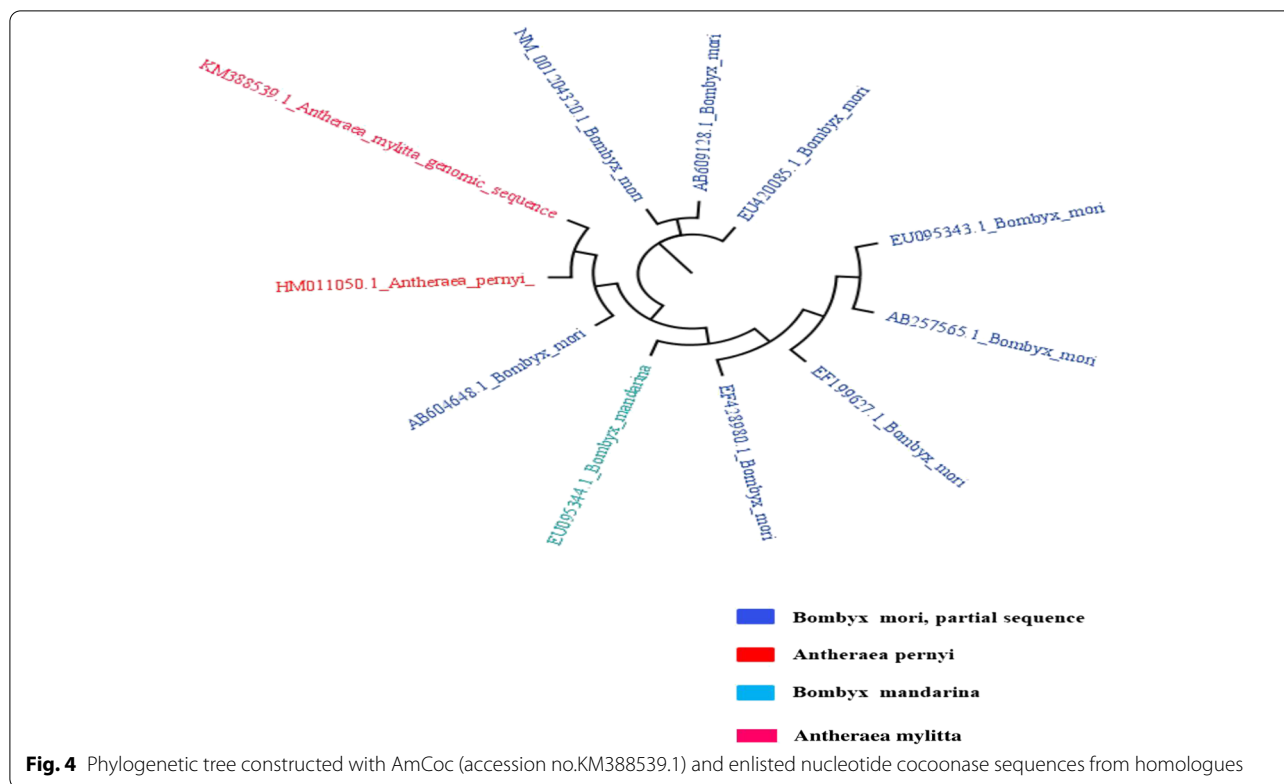 NM_001204320.1_Bombyx_mori
AB609128.1_Bombyx_mori
EU420085.1_Bombyx_mori
KM388539.1_Antheraea_mylitta_genomic_sequence
EU095343.1_Bombyx_mori
HM011050.1_Antheraea_pernyi_
AB257565.1_Bombyx_mori
AB604648.1_Bombyx_mori
EF199627.1_Bombyx_mori
EU095344.1_Bombyx_mandarina
EF428980.1_Bombyx_mori
Bombyx mori, partial sequence
Antheraea pernyi
Bombyx mandarina
Antheraea mylitta
Fig. 4 Phylogenetic tree constructed with AmCoc (accession no.KM388539.1) and enlisted nucleotide cocoonase sequences from homologues